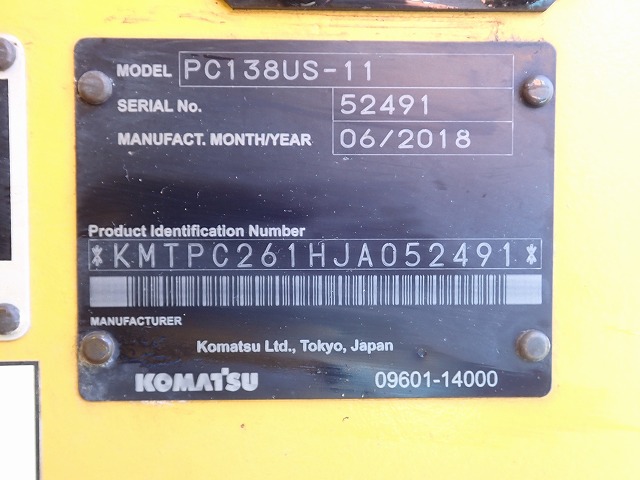 MODEL PC138US-11
SERIAL No. 52491
MANUFACT. MONTH/YEAR 06/2018
Product Identification Number
*KMTPC261HJA052491*
MANUFACTURER
Komatsu Ltd., Tokyo, Japan
KOMATSU 09601-14000